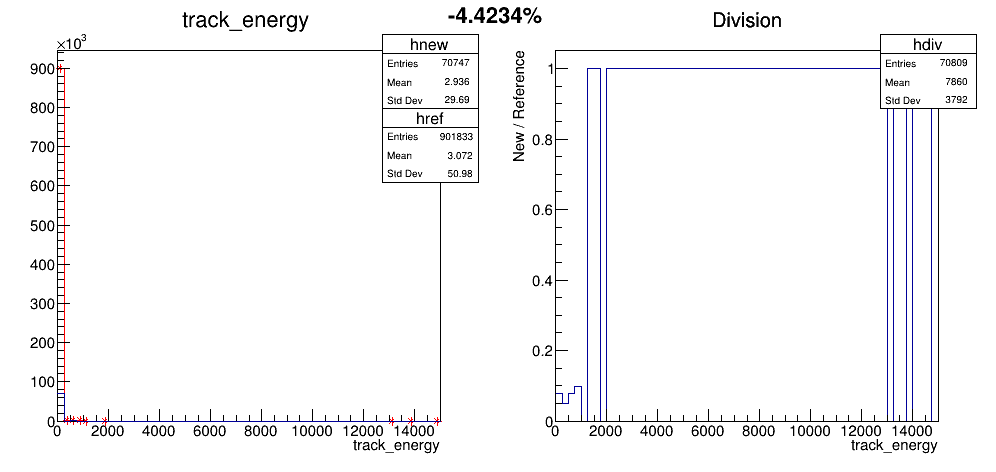 -4.4234%
track_energy
×10³
900
800
700
600
500
400
300
200
100
0
0 2000 4000 6000 8000 10000 12000 14000
track_energy
hnew
Entries 70747
Mean 2.936
Std Dev 29.69
href
Entries 901833
Mean 3.072
Std Dev 50.98
Division
New / Reference
1
0.8
0.6
0.4
0.2
0
0 2000 4000 6000 8000 10000 12000 14000
track_energy
hdiv
Entries 70809
Mean 7860
Std Dev 3792